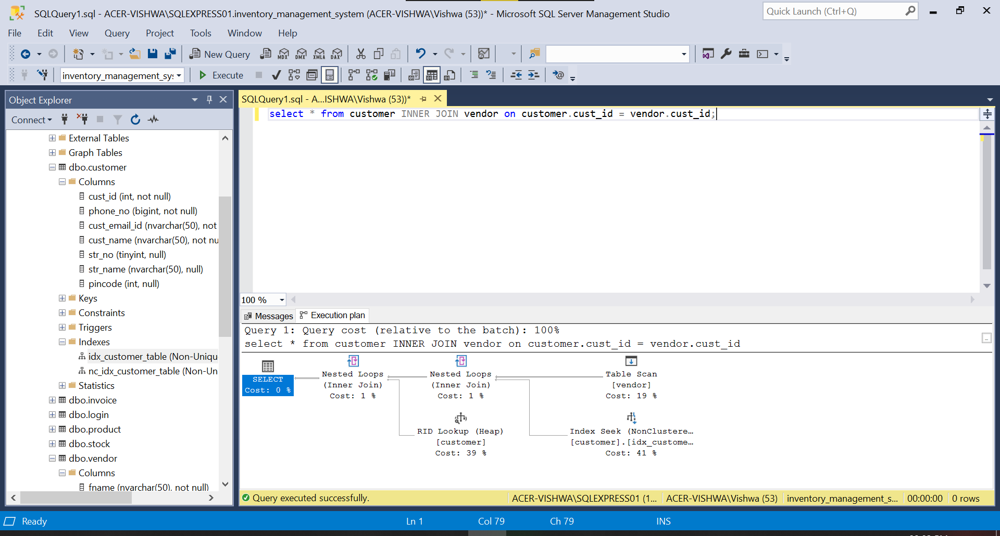 SQLQuery1.sql - ACER-VISHWA\SQLEXPRESS01.inventory_management_system (ACER-VISHWA\Vishwa (53))* - Microsoft SQL Server Management Studio
Quick Launch (Ctrl+Q)
File Edit View Query Project Tools Window Help
New Query MDX DMX XMLA DAX
inventory_management_sy
Execute
Object Explorer
Connect
External Tables
Graph Tables
dbo.customer
Columns
cust_id (int, not null)
phone_no (bigint, not null)
cust_email_id (nvarchar(50), not
cust_name (nvarchar(50), not nu
str_no (tinyint, null)
str_name (nvarchar(50), null)
pincode (int, null)
Keys
Constraints
Triggers
Indexes
idx_customer_table (Non-Uniqu
nc_idx_customer_table (Non-Un
Statistics
dbo.invoice
dbo.login
dbo.product
dbo.stock
dbo.vendor
Columns
fname (nvarchar(50), not null)
SQLQuery1.sql - A...ISHWA\Vishwa (53))*
select * from customer INNER JOIN vendor on customer.cust_id = vendor.cust_id;
100 %
Messages Execution plan
Query 1: Query cost (relative to the batch): 100%
select * from customer INNER JOIN vendor on customer.cust_id = vendor.cust_id
SELECT
Cost: 0 %
Nested Loops
(Inner Join)
Cost: 1 %
Nested Loops
(Inner Join)
Cost: 1 %
Table Scan
[vendor]
Cost: 19 %
RID Lookup (Heap)
[customer]
Cost: 39 %
Index Seek (NonClustere…
[customer].[idx_custome…
Cost: 41 %
Query executed successfully.
ACER-VISHWA\SQLEXPRESS01 (1... ACER-VISHWA\Vishwa (53) inventory_management_s... 00:00:00 0 rows
Ready Ln 1 Col 79 Ch 79 INS